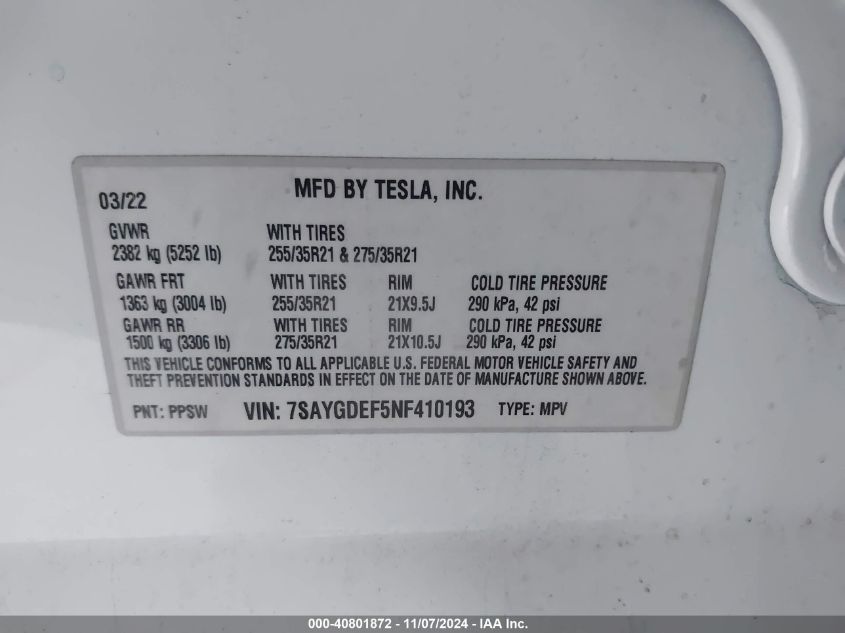 03/22 MFD BY TESLA, INC.
GVWR WITH TIRES
2382 kg (5252 lb) 255/35R21 & 275/35R21
GAWR FRT WITH TIRES RIM COLD TIRE PRESSURE
1363 kg (3004 lb) 255/35R21 21X9.5J 290 kPa, 42 psi
GAWR RR WITH TIRES RIM COLD TIRE PRESSURE
1500 kg (3306 lb) 275/35R21 21X10.5J 290 kPa, 42 psi
THIS VEHICLE CONFORMS TO ALL APPLICABLE U.S. FEDERAL MOTOR VEHICLE SAFETY AND
THEFT PREVENTION STANDARDS IN EFFECT ON THE DATE OF MANUFACTURE SHOWN ABOVE.
PNT: PPSW VIN: 7SAYGDEF5NF410193 TYPE: MPV
000-40801872 - 11/07/2024 - IAA Inc.